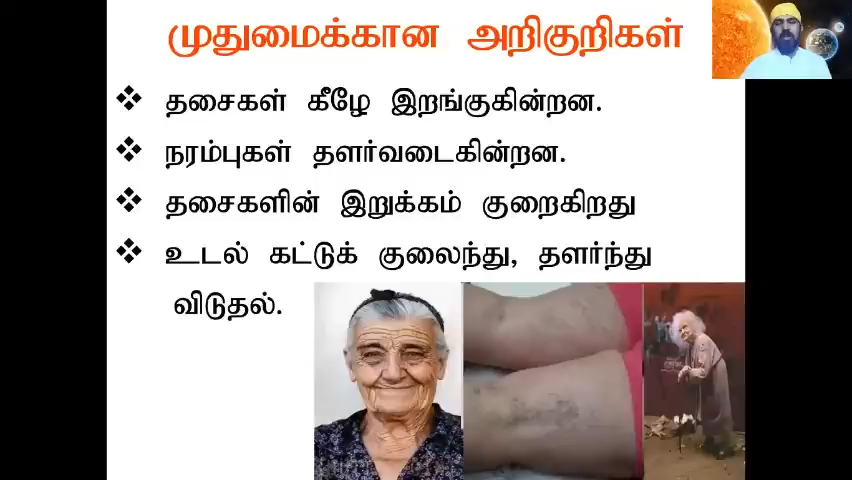 முதுமைக்கான அறிகுறிகள்
❖ தசைகள் கீழே இறங்குகின்றன.
❖ நரம்புகள் தளர்வடைகின்றன.
❖ தசைகளின் இறுக்கம் குறைகிறது
❖ உடல் கட்டுக் குலைந்து, தளர்ந்து
விடுதல்.